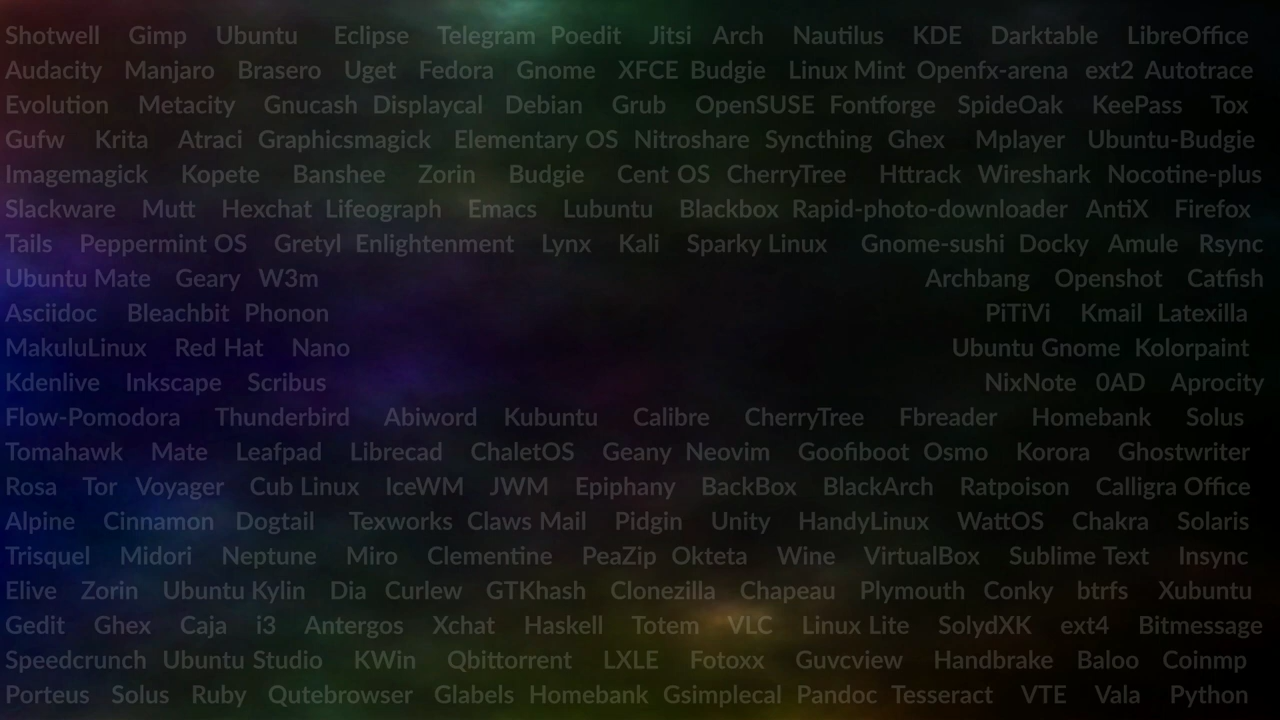 Shotwell Gimp Ubuntu Eclipse Telegram Poedit Jitsi Arch Nautilus KDE Darktable LibreOffice
Audacity Manjaro Brasero Uget Fedora Gnome XFCE Budgie Linux Mint Openfx-arena ext2 Autotrace
Evolution Metacity Gnucash Displaycal Debian Grub OpenSUSE Fontforge SpideOak KeePass Tox
Gufw Krita Atraci Graphicsmagick Elementary OS Nitroshare Syncthing Ghex Mplayer Ubuntu-Budgie
Imagemagick Kopete Banshee Zorin Budgie Cent OS CherryTree Httrack Wireshark Nocotine-plus
Slackware Mutt Hexchat Lifeograph Emacs Lubuntu Blackbox Rapid-photo-downloader AntiX Firefox
Tails Peppermint OS Gretyl Enlightenment Lynx Kali Sparky Linux Gnome-sushi Docky Amule Rsync
Ubuntu Mate Geary W3m Archbang Openshot Catfish
Asciidoc Bleachbit Phonon PiTiVi Kmail Latexilla
MakuluLinux Red Hat Nano Ubuntu Gnome Kolorpaint
Kdenlive Inkscape Scribus NixNote 0AD Aprocity
Flow-Pomodora Thunderbird Abiword Kubuntu Calibre CherryTree Fbreader Homebank Solus
Tomahawk Mate Leafpad Librecad ChaletOS Geany Neovim Goofiboot Osmo Korora Ghostwriter
Rosa Tor Voyager Cub Linux IceWM JWM Epiphany BackBox BlackArch Ratpoison Calligra Office
Alpine Cinnamon Dogtail Texworks Claws Mail Pidgin Unity HandyLinux WattOS Chakra Solaris
Trisquel Midori Neptune Miro Clementine PeaZip Okteta Wine VirtualBox Sublime Text Insync
Elive Zorin Ubuntu Kylin Dia Curlew GTKhash Clonezilla Chapeau Plymouth Conky btrfs Xubuntu
Gedit Ghex Caja i3 Antergos Xchat Haskell Totem VLC Linux Lite SolydXK ext4 Bitmessage
Speedcrunch Ubuntu Studio KWin Qbittorrent LXLE Fotoxx Guvcview Handbrake Baloo Coinmp
Porteus Solus Ruby Qutebrowser Glabels Homebank Gsimplecal Pandoc Tesseract VTE Vala Python